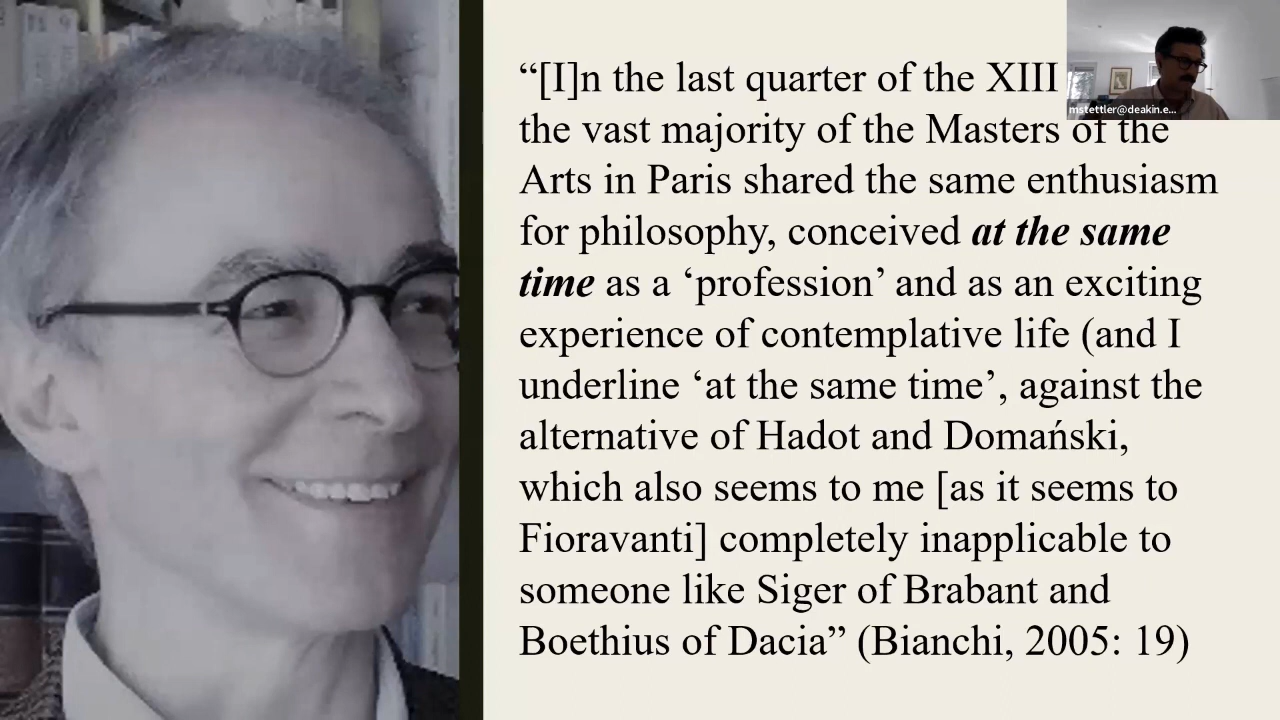 “[I]n the last quarter of the XIII
mstettler@deakin.e...
the vast majority of the Masters of the
Arts in Paris shared the same enthusiasm
for philosophy, conceived at the same
time as a ‘profession’ and as an exciting
experience of contemplative life (and I
underline ‘at the same time’, against the
alternative of Hadot and Domański,
which also seems to me [as it seems to
Fioravanti] completely inapplicable to
someone like Siger of Brabant and
Boethius of Dacia” (Bianchi, 2005: 19)